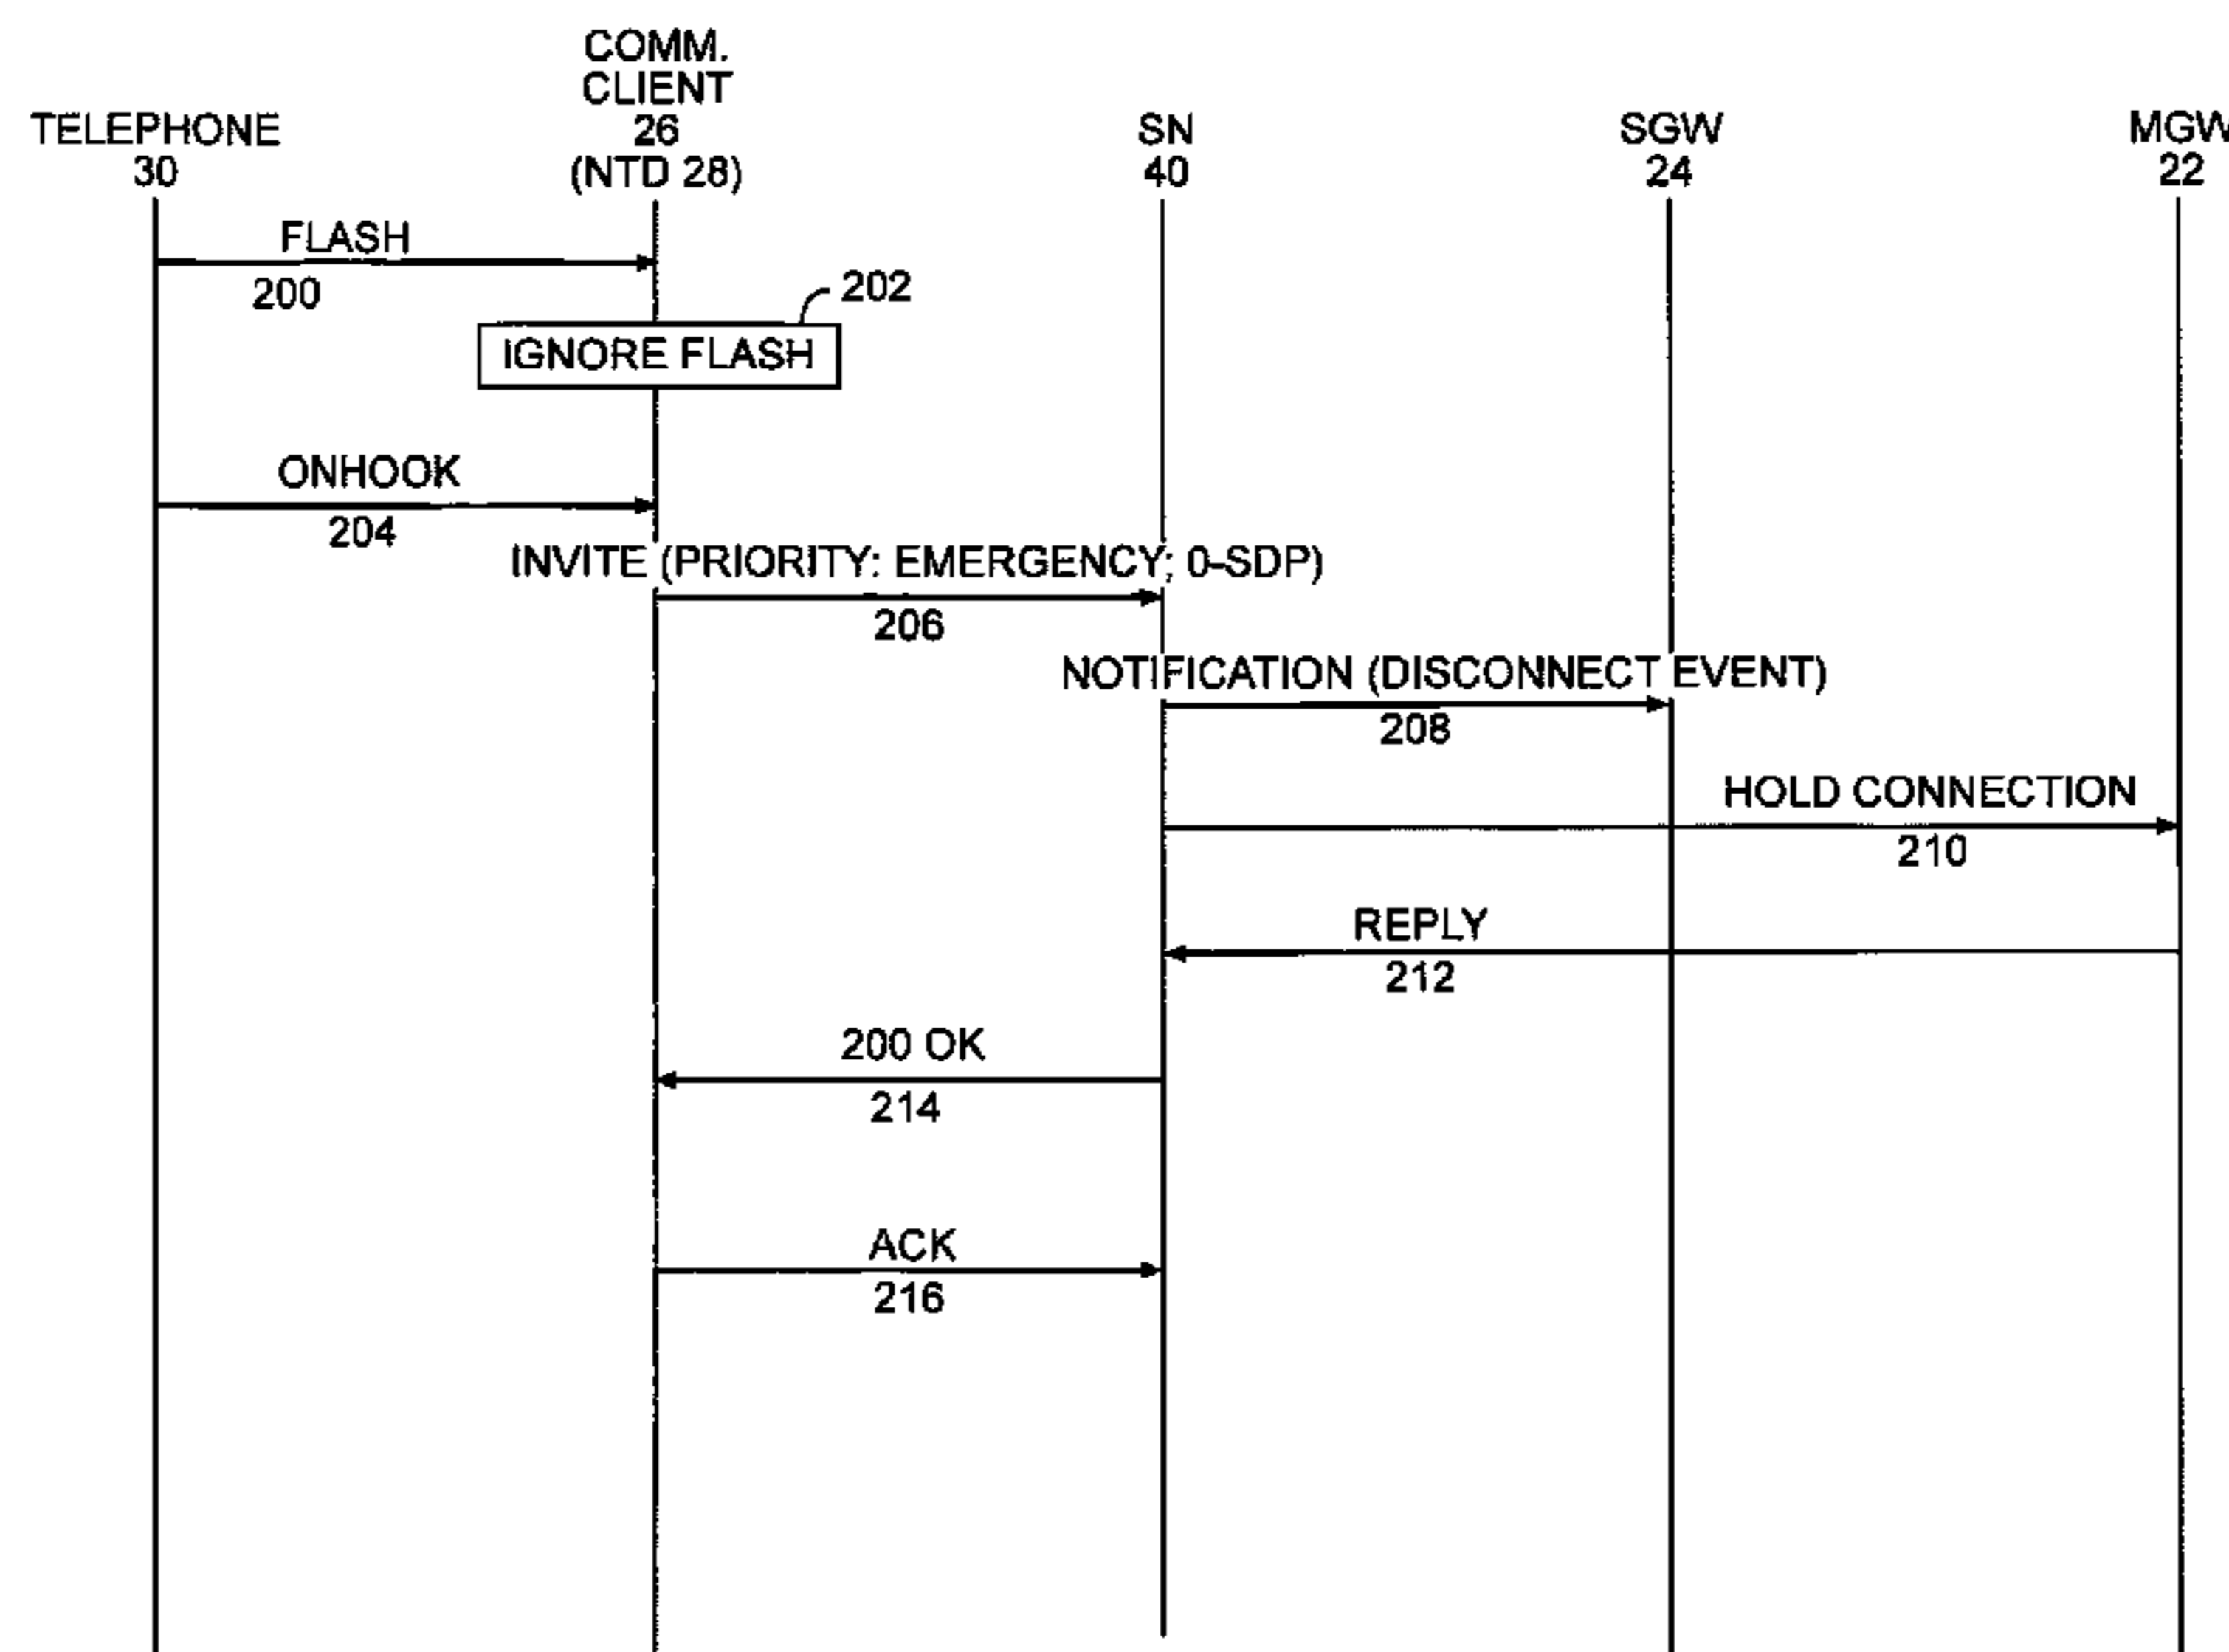 COMM.
CLIENT
26
(NTD 28)
TELEPHONE
30
SN
40
SGW
24
MGW
22
FLASH
200
202
IGNORE FLASH
ONHOOK
204
INVITE (PRIORITY: EMERGENCY; 0-SDP)
206
NOTIFICATION (DISCONNECT EVENT)
208
HOLD CONNECTION
210
REPLY
212
200 OK
214
ACK
216